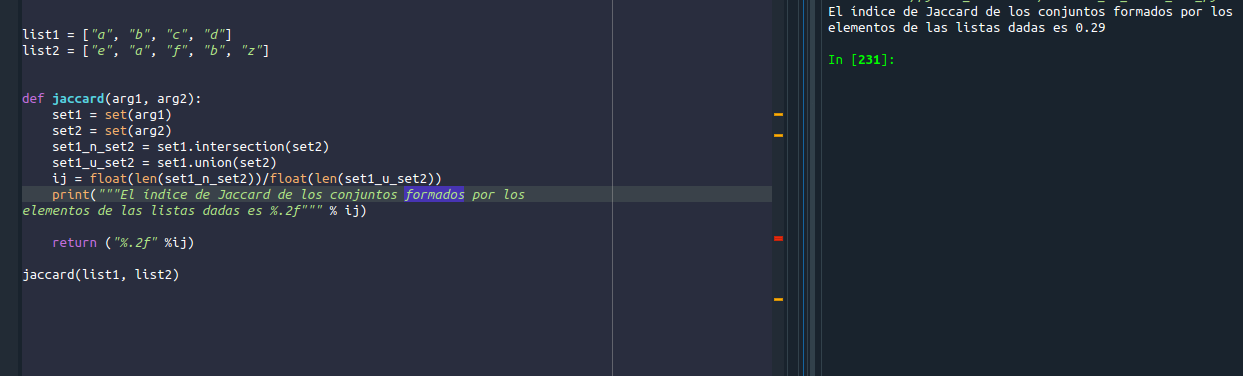 list1 = ["a", "b", "c", "d"]
list2 = ["e", "a", "f", "b", "z"]
def jaccard(arg1, arg2):
    set1 = set(arg1)
    set2 = set(arg2)
    set1_n_set2 = set1.intersection(set2)
    set1_u_set2 = set1.union(set2)
    ij = float(len(set1_n_set2))/float(len(set1_u_set2))
    print("""El índice de Jaccard de los conjuntos formados por los
elementos de las listas dadas es %.2f""" % ij)
    return ("%.2f" %ij)
jaccard(list1, list2)
El índice de Jaccard de los conjuntos formados por los
elementos de las listas dadas es 0.29
In [231]: